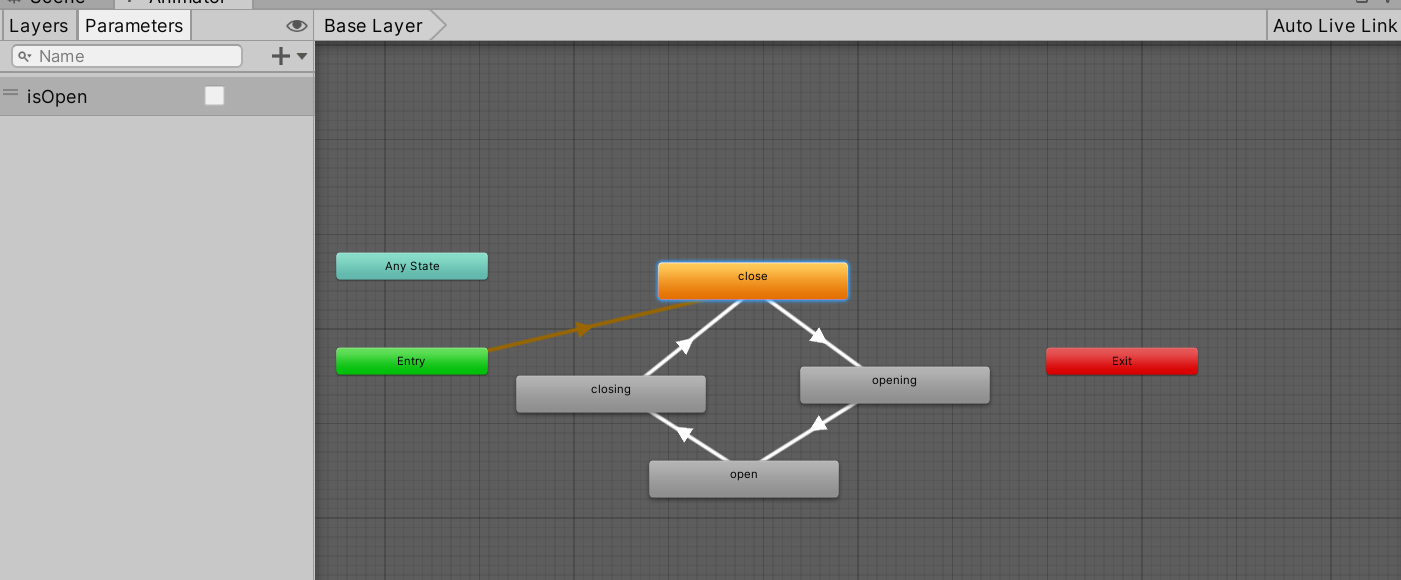 Scene Animator
Layers Parameters Base Layer Auto Live Link
Name
isOpen
Any State
close
Entry
Exit
closing
opening
open